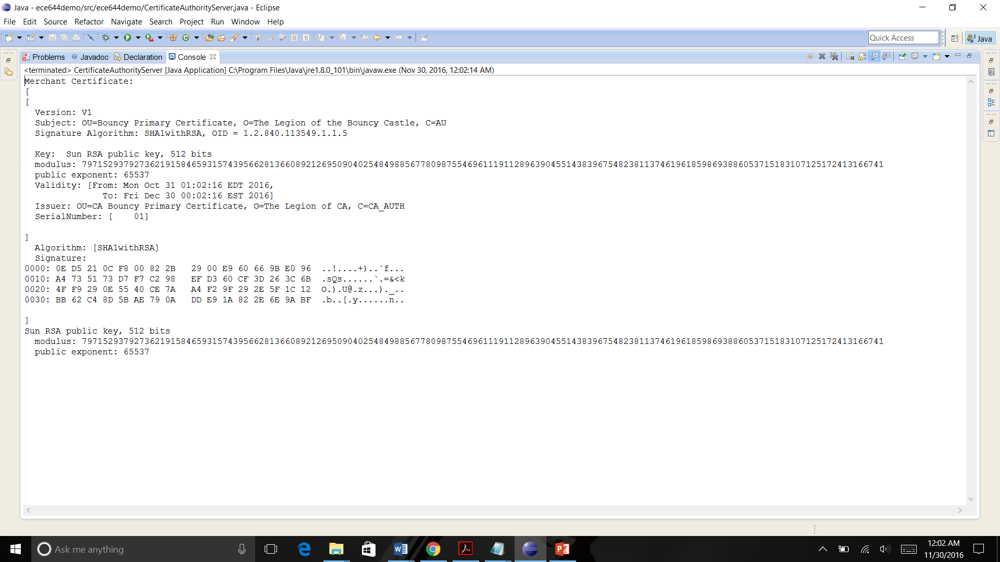 Java - ece644demo/src/ece644demo/CertificateAuthorityServer.java - Eclipse
File Edit Source Refactor Navigate Search Project Run Window Help
Quick Access
Java
Problems @ Javadoc Declaration Console
<terminated> CertificateAuthorityServer [Java Application] C:\Program Files\Java\jre1.8.0_101\bin\javaw.exe (Nov 30, 2016, 12:02:14 AM)
Merchant Certificate:
[
[
  Version: V1
  Subject: OU=Bouncy Primary Certificate, O=The Legion of the Bouncy Castle, C=AU
  Signature Algorithm: SHA1withRSA, OID = 1.2.840.113549.1.1.5
  Key:  Sun RSA public key, 512 bits
  modulus: 7971529379273621915846593157439566281366089212695090402548498856778098755469611191128963904551438396754823811374619618598693886053715183107125172413166741
  public exponent: 65537
  Validity: [From: Mon Oct 31 01:02:16 EDT 2016,
               To: Fri Dec 30 00:02:16 EST 2016]
  Issuer: OU=CA Bouncy Primary Certificate, O=The Legion of CA, C=CA_AUTH
  SerialNumber: [    01]
]
  Algorithm: [SHA1withRSA]
  Signature:
0000: 0E D5 21 0C F8 00 82 2B   29 00 E9 60 66 9B E0 96  ..!....+)..`f...
0010: A4 73 51 73 D7 F7 C2 98   EF D3 60 CF 3D 26 3C 6B  .sQs......`.=&<k
0020: 4F F9 29 0E 55 40 CE 7A   A4 F2 9F 29 2E 5F 1C 12  O.).U@.z...)._..
0030: BB 62 C4 8D 5B AE 79 0A   DD E9 1A 82 2E 6E 9A BF  .b..[.y......n..
]
Sun RSA public key, 512 bits
  modulus: 7971529379273621915846593157439566281366089212695090402548498856778098755469611191128963904551438396754823811374619618598693886053715183107125172413166741
  public exponent: 65537
Ask me anything
12:02 AM
11/30/2016